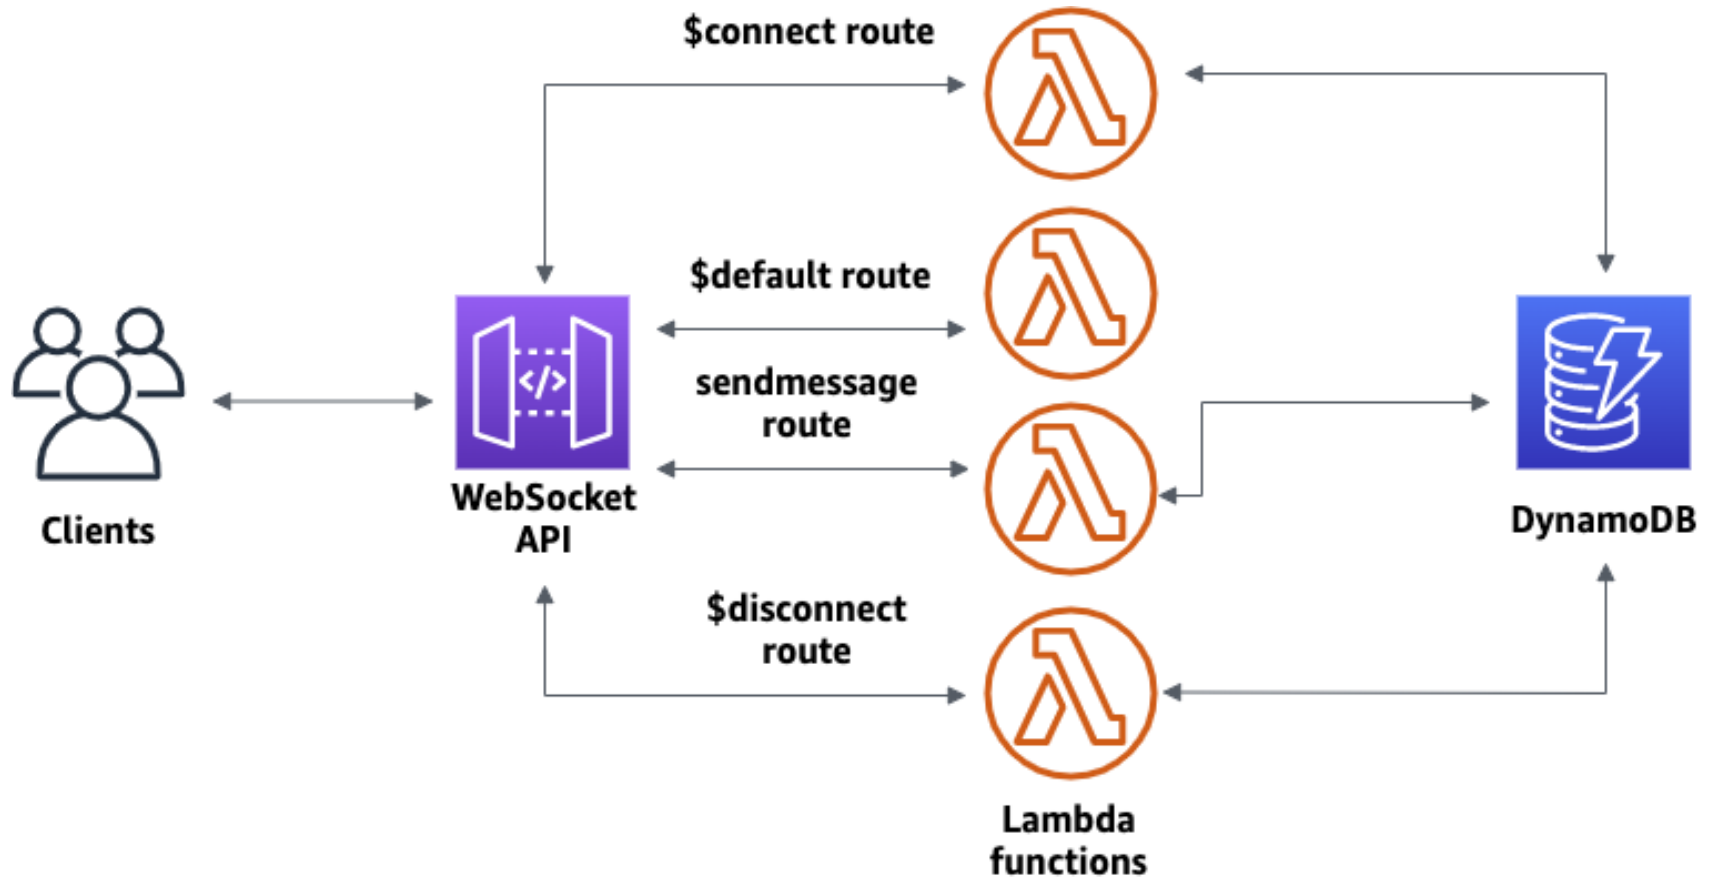 $connect route
$default route
sendmessage
route
</>
WebSocket
API
Clients
DynamoDB
$disconnect
route
Lambda
functions